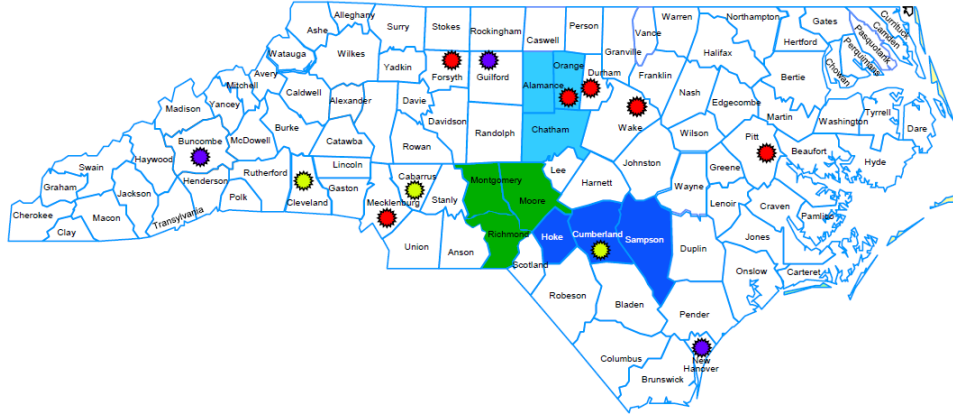 Alleghany
Ashe
Surry
Stokes
Rockingham
Caswell
Person
Granville
Vance
Warren
Northampton
Gates
Hertford
Currituck
Camden
Pasquotank
Perquimans
Chowan
Watauga
Wilkes
Yadkin
Forsyth
Guilford
Alamance
Orange
Durham
Franklin
Halifax
Bertie
Mitchell
Avery
Caldwell
Alexander
Davie
Davidson
Randolph
Chatham
Wake
Nash
Edgecombe
Martin
Washington
Tyrrell
Dare
Madison
Yancey
Burke
Catawba
Rowan
Wilson
Pitt
Beaufort
Hyde
Buncombe
McDowell
Haywood
Swain
Rutherford
Lincoln
Cabarrus
Montgomery
Moore
Lee
Harnett
Johnston
Greene
Wayne
Lenoir
Craven
Pamlico
Graham
Jackson
Henderson
Polk
Cleveland
Gaston
Mecklenburg
Stanly
Cherokee
Macon
Clay
Transylvania
Union
Anson
Richmond
Scotland
Hoke
Cumberland
Sampson
Duplin
Jones
Onslow
Carteret
Robeson
Bladen
Pender
Columbus
Brunswick
New
Hanover